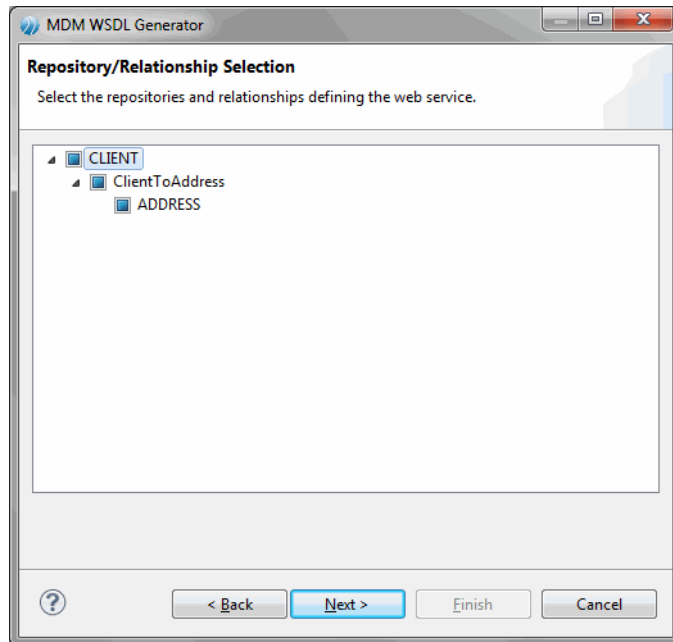 MDM WSDL Generator
Repository/Relationship Selection
Select the repositories and relationships defining the web service.
CLIENT
ClientToAddress
ADDRESS
? < Back Next > Finish Cancel